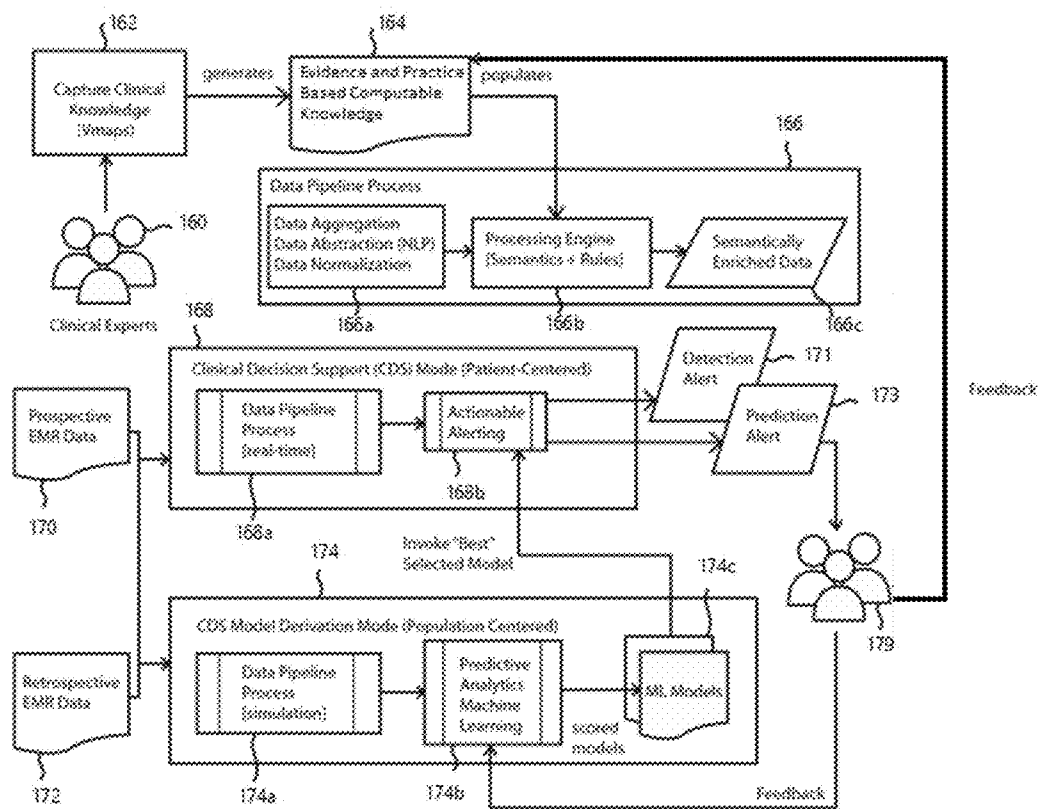 162
164
Capture Clinical
Knowledge
[Vmaps]
generates
Evidence and Practice
Based Computable
Knowledge
populates
166
Data Pipeline Process
Data Aggregation
Data Abstraction (NLP)
Data Normalization
Processing Engine
[Semantics + Rules]
Semantically
Enriched Data
160
Clinical Experts
166a
166b
166c
168
Clinical Decision Support (CDS) Mode (Patient-Centered)
Data Pipeline
Process
[real-time]
Actionable
Alerting
168a
168b
Detection
Alert
171
Prediction
Alert
173
Feedback
Prospective
EMR Data
170
Invoke "Best"
Selected Model
174
174c
179
CDS Model Derivation Mode (Population Centered)
Data Pipeline
Process
[simulation]
Predictive
Analytics
Machine
Learning
scored
models
ML Models
Retrospective
EMR Data
172
174a
174b
Feedback